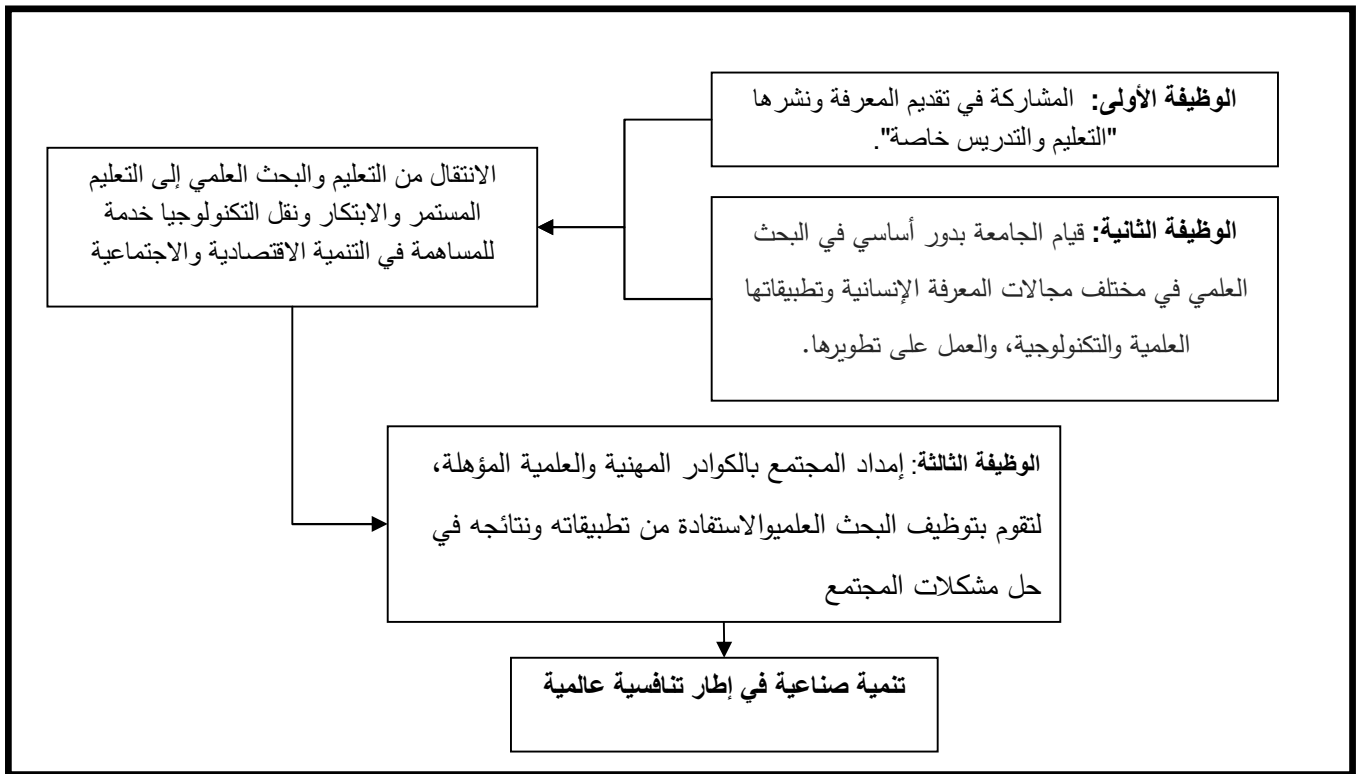 الوظيفة الأولى: المشاركة في تقديم المعرفة ونشرها
"التعليم والتدريس خاصة".
الوظيفة الثانية: قيام الجامعة بدور أساسي في البحث
العلمي في مختلف مجالات المعرفة الإنسانية وتطبيقاتها
العلمية والتكنولوجية، والعمل على تطويرها.
الانتقال من التعليم والبحث العلمي إلى التعليم
المستمر والابتكار ونقل التكنولوجيا خدمة
للمساهمة في التنمية الاقتصادية والاجتماعية
الوظيفة الثالثة: إمداد المجتمع بالكوادر المهنية والعلمية المؤهلة،
لتقوم بتوظيف البحث العلميوالاستفادة من تطبيقاته ونتائجه في
حل مشكلات المجتمع
تنمية صناعية في إطار تنافسية عالمية